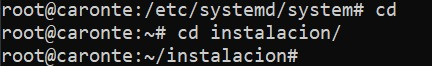 root@caronte:/etc/systemd/system# cd
root@caronte:~# cd instalacion/
root@caronte:~/instalacion#